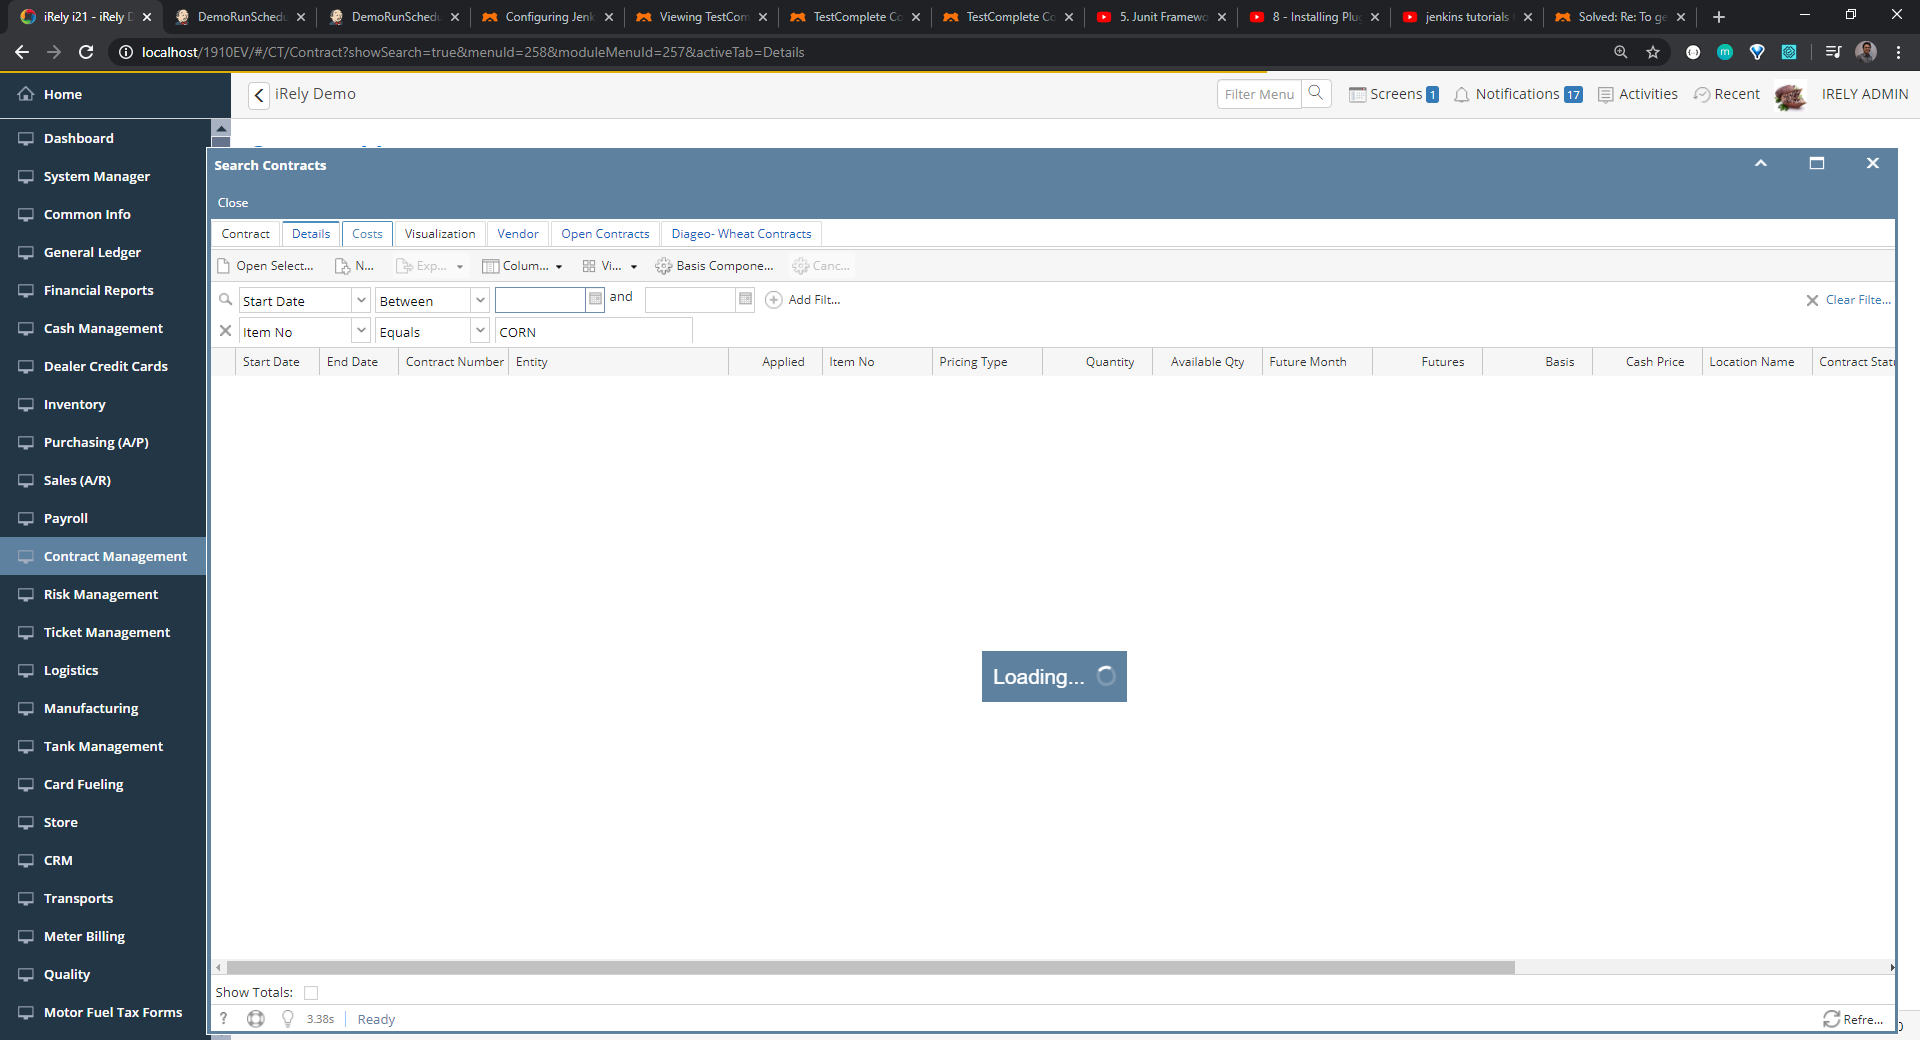 iRely i21 - iRely D
DemoRunSchedu
DemoRunSchedu
Configuring Jenk
Viewing TestCom
TestComplete Co
TestComplete Co
5. Junit Framewo
8 - Installing Plug
jenkins tutorials
Solved: Re: To ge
localhost/1910EV/#/CT/Contract?showSearch=true&menuId=258&moduleMenuId=257&activeTab=Details
Home
iRely Demo
Filter Menu
Screens 1
Notifications 17
Activities
Recent
IRELY ADMIN
Dashboard
System Manager
Common Info
General Ledger
Financial Reports
Cash Management
Dealer Credit Cards
Inventory
Purchasing (A/P)
Sales (A/R)
Payroll
Contract Management
Risk Management
Ticket Management
Logistics
Manufacturing
Tank Management
Card Fueling
Store
CRM
Transports
Meter Billing
Quality
Motor Fuel Tax Forms
Search Contracts
Close
Contract Details Costs Visualization Vendor Open Contracts Diageo- Wheat Contracts
Open Select... N... Exp... Colum... Vi... Basis Compone... Canc...
Start Date Between and Add Filt... Clear Filte...
Item No Equals CORN
Start Date End Date Contract Number Entity Applied Item No Pricing Type Quantity Available Qty Future Month Futures Basis Cash Price Location Name Contract Statu
Loading...
Show Totals:
? 3.38s Ready Refre...